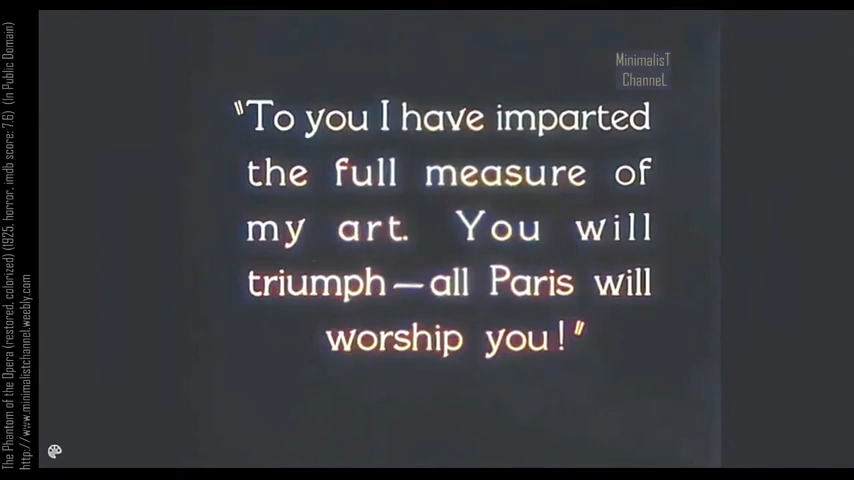 The Phantom of the Opera (restored, colorized) (1925, horror, imdb score: 7.6) (In Public Domain)
http://www.minimalistchannel.weebly.com
MinimalisT
ChanneL
"To you I have imparted
the full measure of
my art. You will
triumph—all Paris will
worship you!"